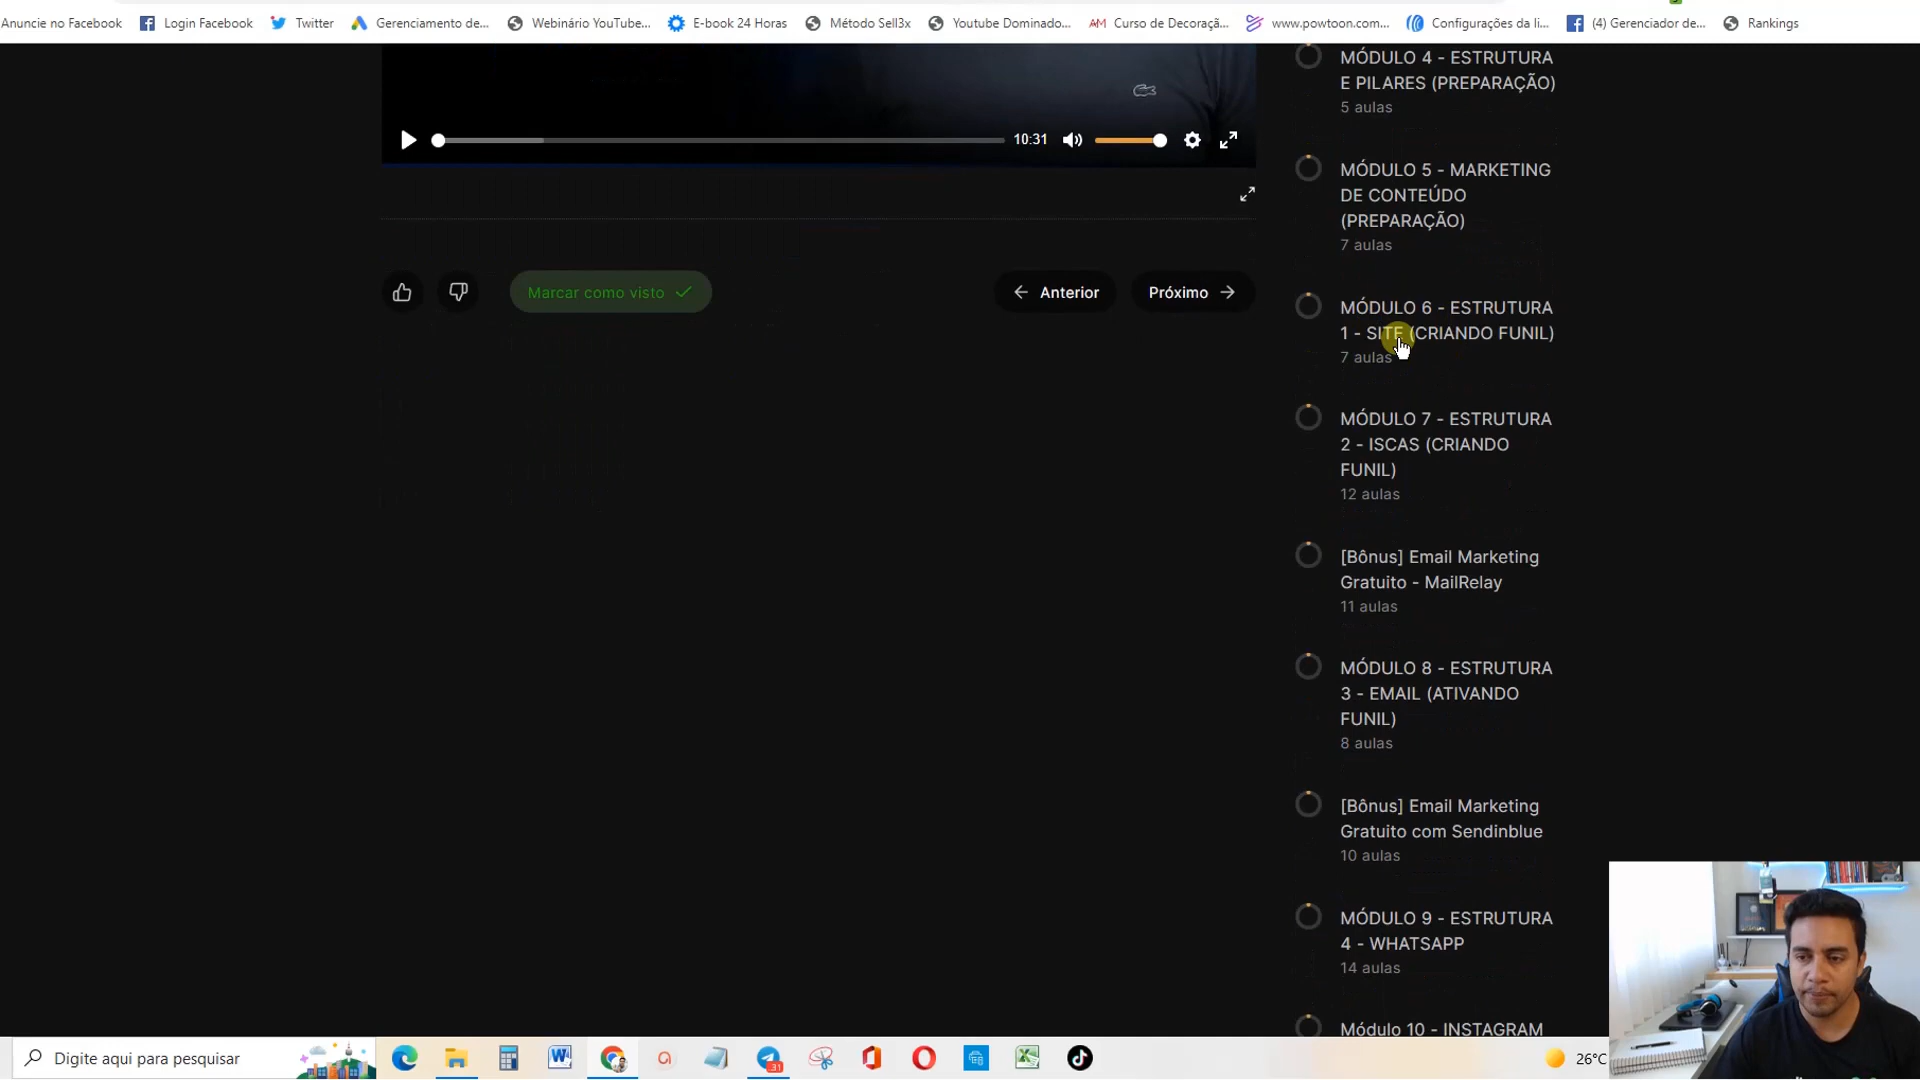 Anuncie no Facebook
Login Facebook
Twitter
Gerenciamento de...
Webinário YouTube...
E-book 24 Horas
Método Sell3x
Youtube Dominado...
AM
Curso de Decoraçã...
www.powtoon.com...
Configurações da li...
(4) Gerenciador de...
Rankings
10:31
Marcar como visto
Anterior
Próximo
MÓDULO 4 - ESTRUTURA
E PILARES (PREPARAÇÃO)
5 aulas
MÓDULO 5 - MARKETING
DE CONTEÚDO
(PREPARAÇÃO)
7 aulas
MÓDULO 6 - ESTRUTURA
1 - SITE (CRIANDO FUNIL)
7 aulas
MÓDULO 7 - ESTRUTURA
2 - ISCAS (CRIANDO
FUNIL)
12 aulas
[Bônus] Email Marketing
Gratuito - MailRelay
11 aulas
MÓDULO 8 - ESTRUTURA
3 - EMAIL (ATIVANDO
FUNIL)
8 aulas
[Bônus] Email Marketing
Gratuito com Sendinblue
10 aulas
MÓDULO 9 - ESTRUTURA
4 - WHATSAPP
14 aulas
Módulo 10 - INSTAGRAM
Digite aqui para pesquisar
31
26°C